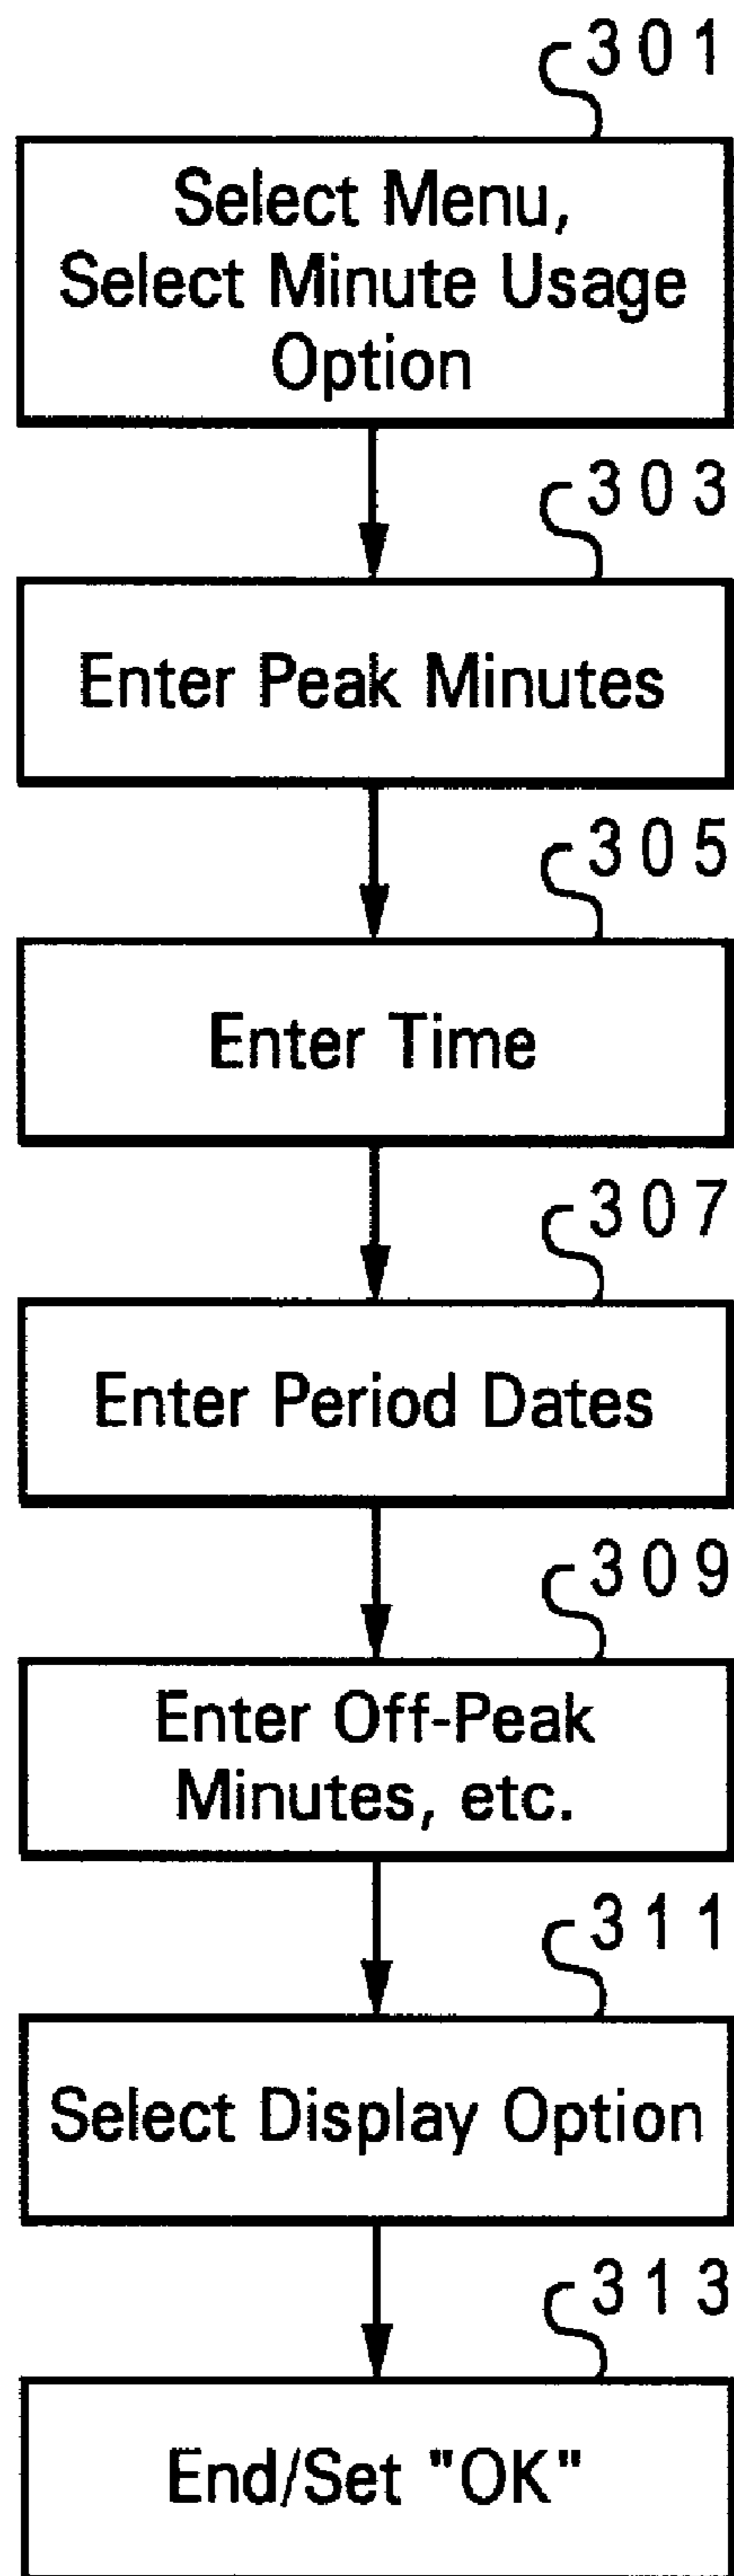 301
Select Menu,
Select Minute Usage
Option
303
Enter Peak Minutes
305
Enter Time
307
Enter Period Dates
309
Enter Off-Peak
Minutes, etc.
311
Select Display Option
313
End/Set "OK"